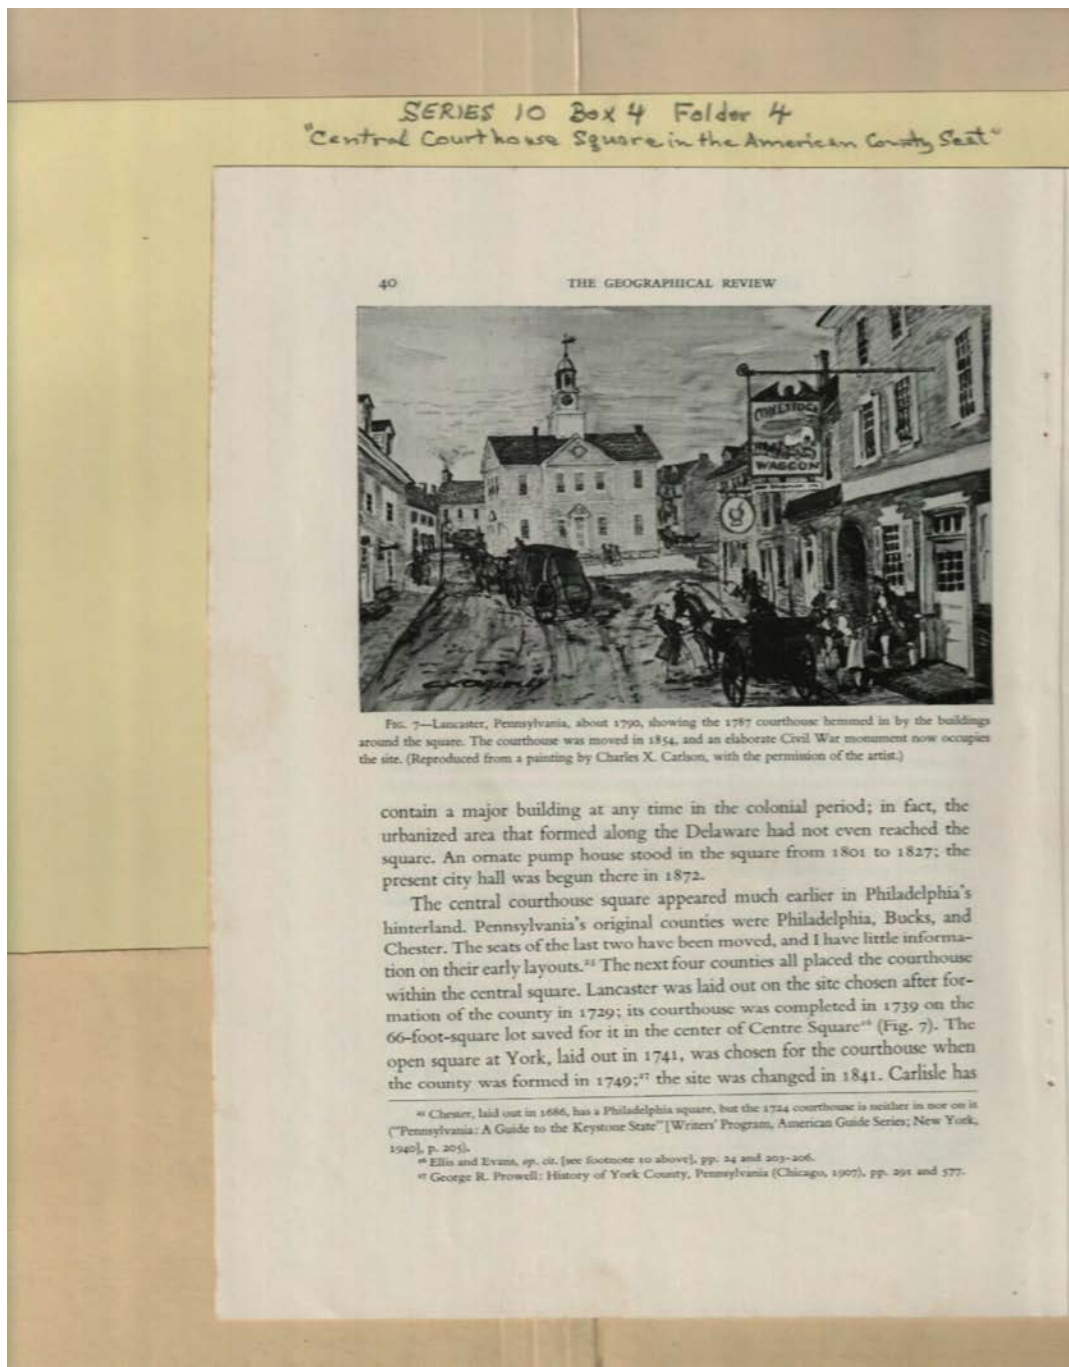 SERIES 10 Box 4 Folder 4
"Central Courthouse Square in the American County Seat"
40
THE GEOGRAPHICAL REVIEW
CONESTOGA
WAGGON
FIG. 7—Lancaster, Pennsylvania, about 1790, showing the 1787 courthouse hemmed in by the buildings
around the square. The courthouse was moved in 1854, and an elaborate Civil War monument now occupies
the site. (Reproduced from a painting by Charles X. Carlson, with the permission of the artist.)
contain a major building at any time in the colonial period; in fact, the
urbanized area that formed along the Delaware had not even reached the
square. An ornate pump house stood in the square from 1801 to 1827; the
present city hall was begun there in 1872.
The central courthouse square appeared much earlier in Philadelphia's
hinterland. Pennsylvania's original counties were Philadelphia, Bucks, and
Chester. The seats of the last two have been moved, and I have little informa-
tion on their early layouts.²⁵ The next four counties all placed the courthouse
within the central square. Lancaster was laid out on the site chosen after for-
mation of the county in 1729; its courthouse was completed in 1739 on the
66-foot-square lot saved for it in the center of Centre Square²⁶ (Fig. 7). The
open square at York, laid out in 1741, was chosen for the courthouse when
the county was formed in 1749;²⁷ the site was changed in 1841. Carlisle has
²⁵ Chester, laid out in 1686, has a Philadelphia square, but the 1724 courthouse is neither in nor on it
("Pennsylvania: A Guide to the Keystone State" [Writers' Program, American Guide Series; New York,
1940], p. 205).
²⁶ Ellis and Evans, op. cit. [see footnote 10 above], pp. 24 and 203-206.
²⁷ George R. Prowell: History of York County, Pennsylvania (Chicago, 1907), pp. 291 and 577.